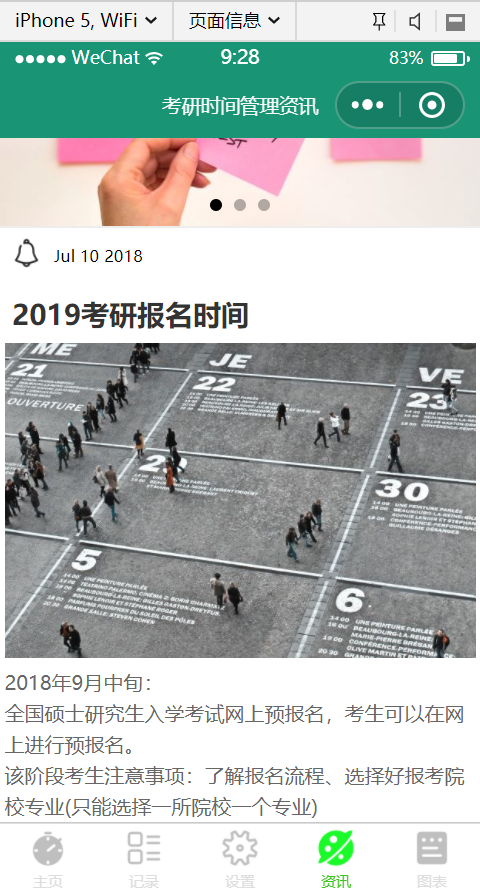 iPhone 5, WiFi 页面信息
WeChat 9:28 83%
考研时间管理资讯
Jul 10 2018
2019考研报名时间
ME JE VE
21 22 23
OUVERTURE
29 30
5 6
14 00 UNE PEINTURE PARLÉE
2018年9月中旬：
全国硕士研究生入学考试网上预报名，考生可以在网
上进行预报名。
该阶段考生注意事项：了解报名流程、选择好报考院
校专业(只能选择一所院校一个专业)
主页 记录 设置 资讯 图表